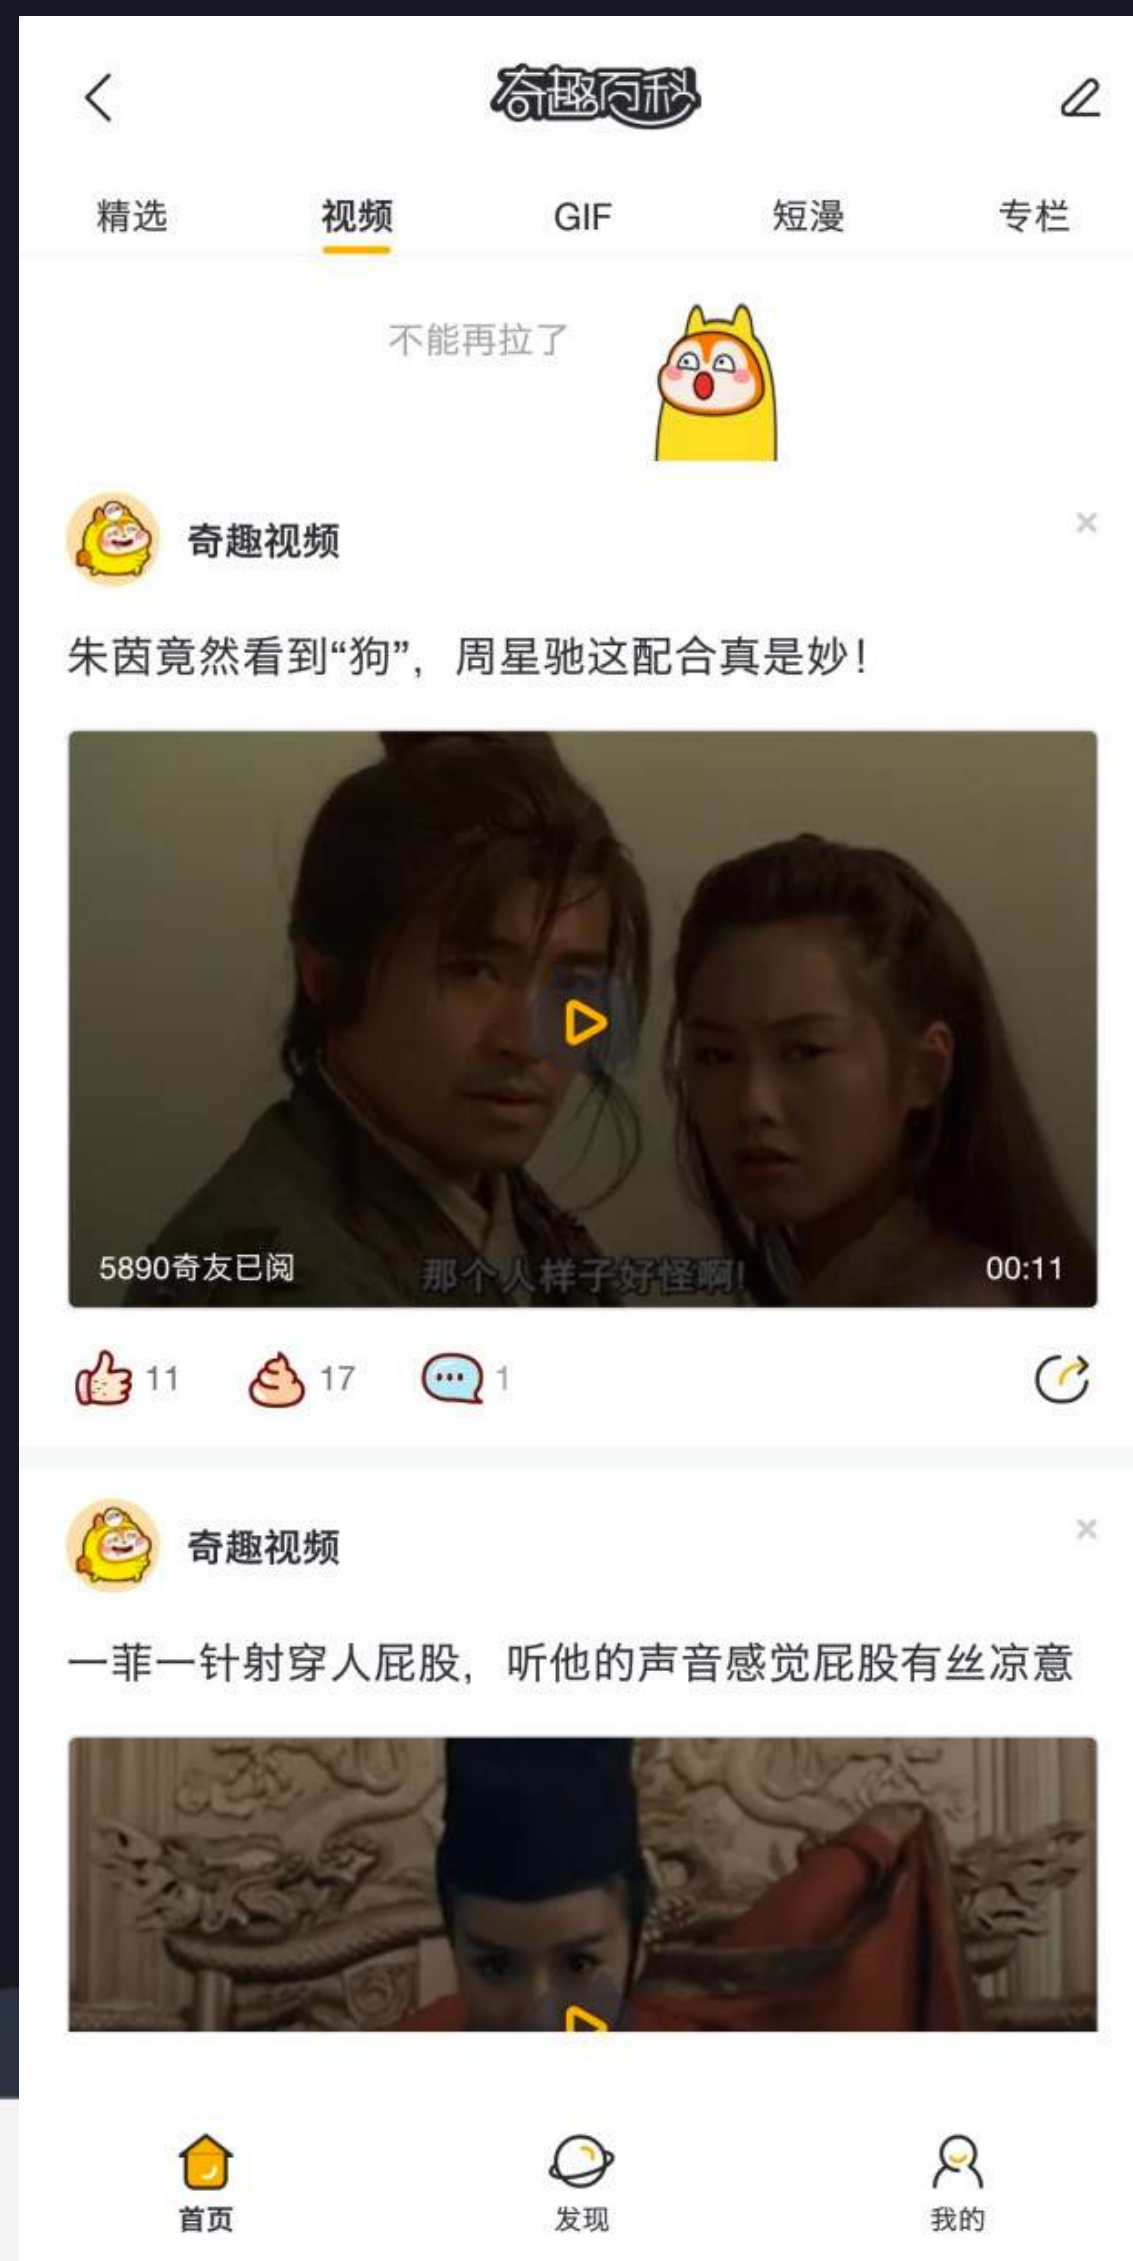 奇趣百科
精选 视频 GIF 短漫 专栏
不能再拉了
奇趣视频
朱茵竟然看到“狗”，周星驰这配合真是妙！
5890奇友已阅 那个人样子好怪啊! 00:11
11 17 1
奇趣视频
一菲一针射穿人屁股，听他的声音感觉屁股有丝凉意
首页 发现 我的